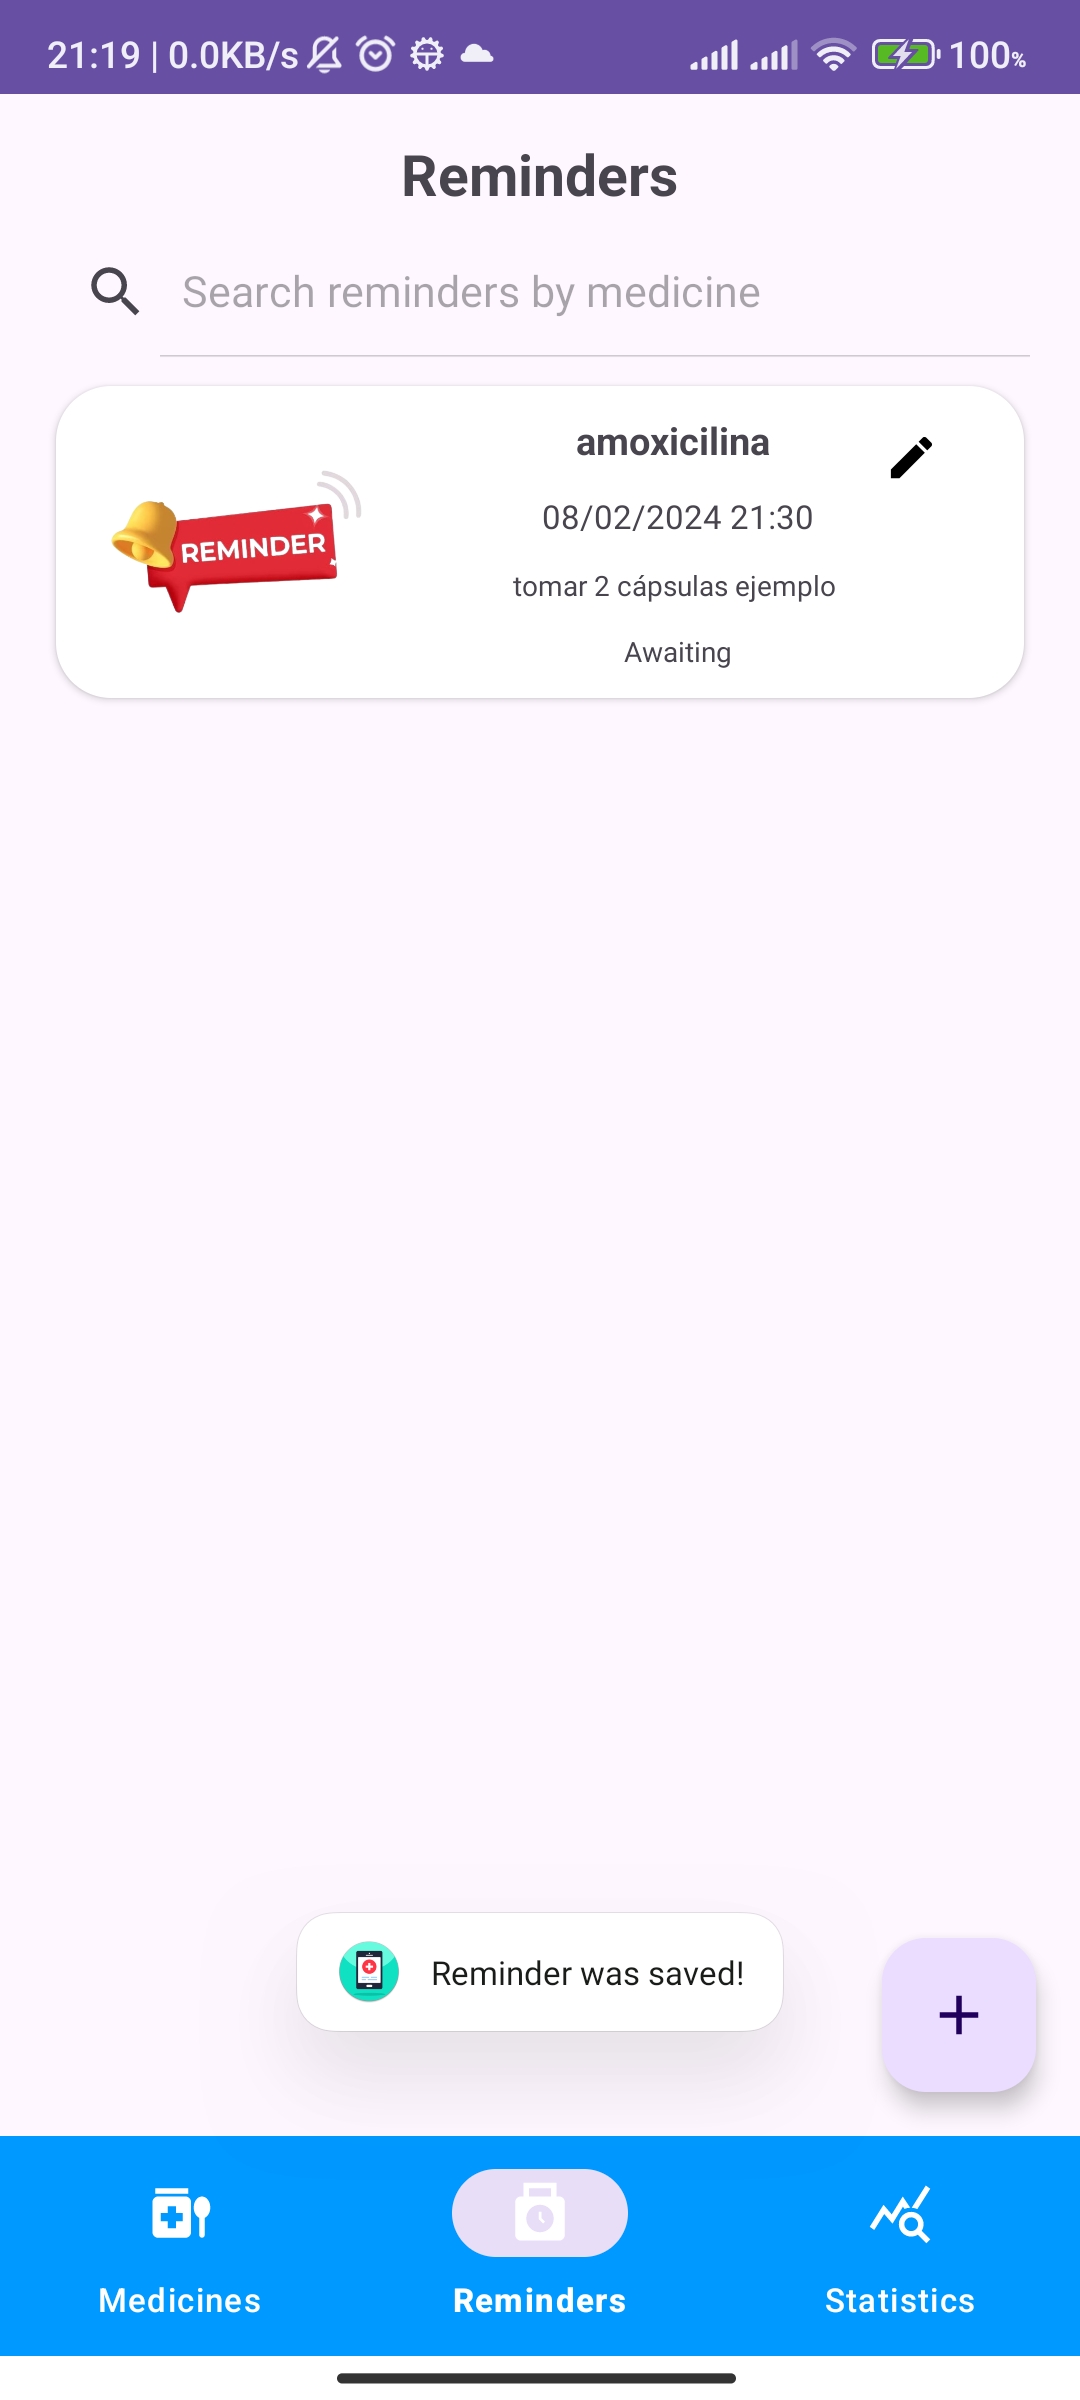 21:19 | 0.0KB/s 100%
Reminders
Search reminders by medicine
amoxicilina
REMINDER
08/02/2024 21:30
tomar 2 cápsulas ejemplo
Awaiting
Reminder was saved!
Medicines Reminders Statistics